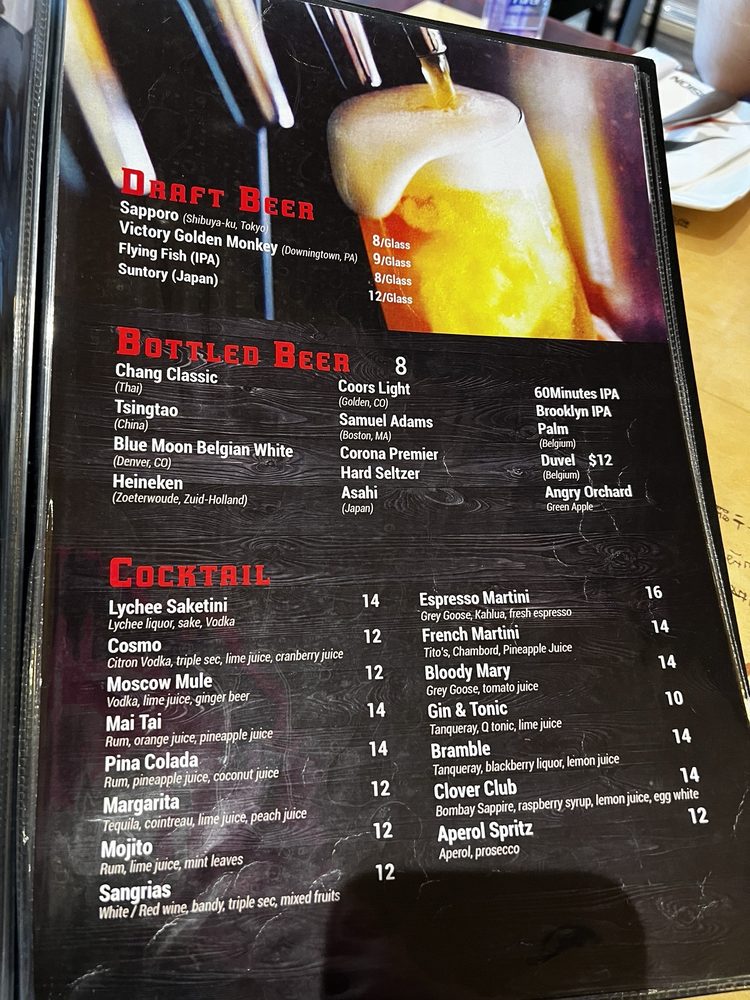 DRAFT BEER
Sapporo (Shibuya-ku, Tokyo) 8/Glass
Victory Golden Monkey (Downingtown, PA) 9/Glass
Flying Fish (IPA) 8/Glass
Suntory (Japan) 12/Glass
BOTTLED BEER 8
Chang Classic
(Thai)
Tsingtao
(China)
Blue Moon Belgian White
(Denver, CO)
Heineken
(Zoeterwoude, Zuid-Holland)
Coors Light
(Golden, CO)
Samuel Adams
(Boston, MA)
Corona Premier
Hard Seltzer
Asahi
(Japan)
60Minutes IPA
Brooklyn IPA
Palm
(Belgium)
Duvel $12
(Belgium)
Angry Orchard
Green Apple
COCKTAIL
Lychee Saketini 14
Lychee liquor, sake, Vodka
Cosmo 12
Citron Vodka, triple sec, lime juice, cranberry juice
Moscow Mule 12
Vodka, lime juice, ginger beer
Mai Tai 14
Rum, orange juice, pineapple juice
Pina Colada 14
Rum, pineapple juice, coconut juice
Margarita 12
Tequila, cointreau, lime juice, peach juice
Mojito 12
Rum, lime juice, mint leaves
Sangrias 12
White / Red wine, bandy, triple sec, mixed fruits
Espresso Martini 16
Grey Goose, Kahlua, fresh espresso
French Martini 14
Tito's, Chambord, Pineapple Juice
Bloody Mary 14
Grey Goose, tomato juice
Gin & Tonic 10
Tanqueray, Q tonic, lime juice
Bramble 14
Tanqueray, blackberry liquor, lemon juice
Clover Club 14
Bombay Sappire, raspberry syrup, lemon juice, egg white
Aperol Spritz 12
Aperol, prosecco